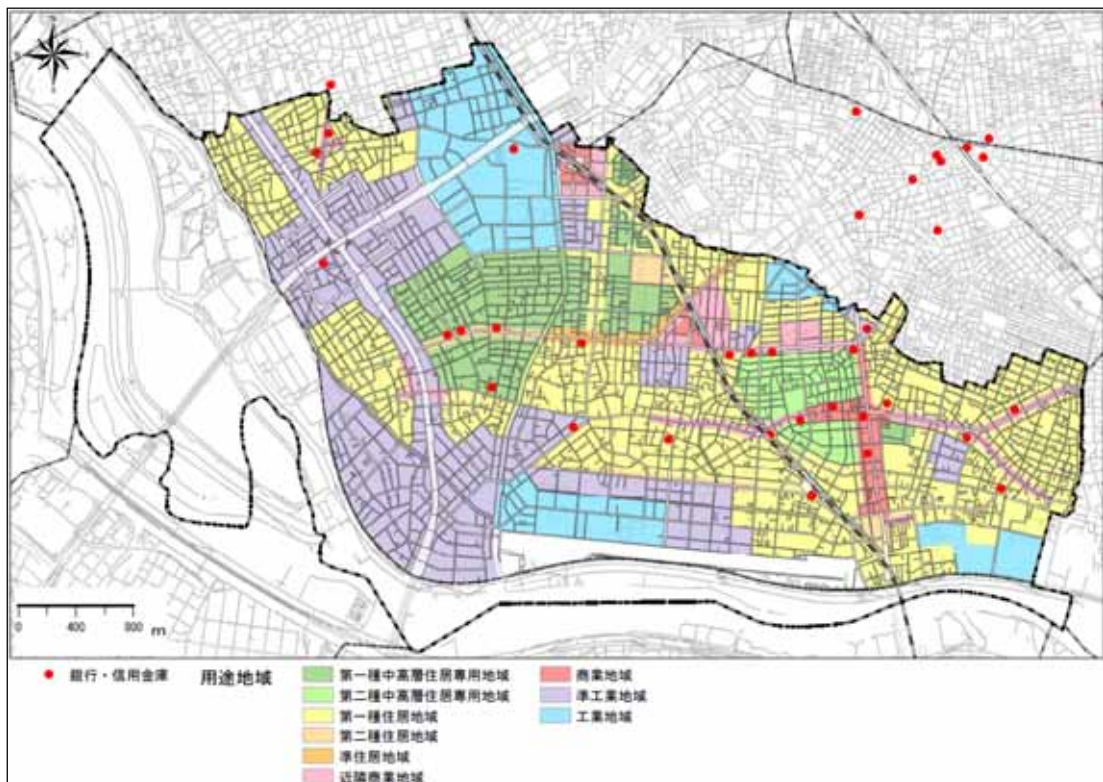 0 400 800 m
銀行・信用金庫
用途地域
第一種中高層住居専用地域
第二種中高層住居専用地域
第一種住居地域
第二種住居地域
準住居地域
近隣商業地域
商業地域
準工業地域
工業地域